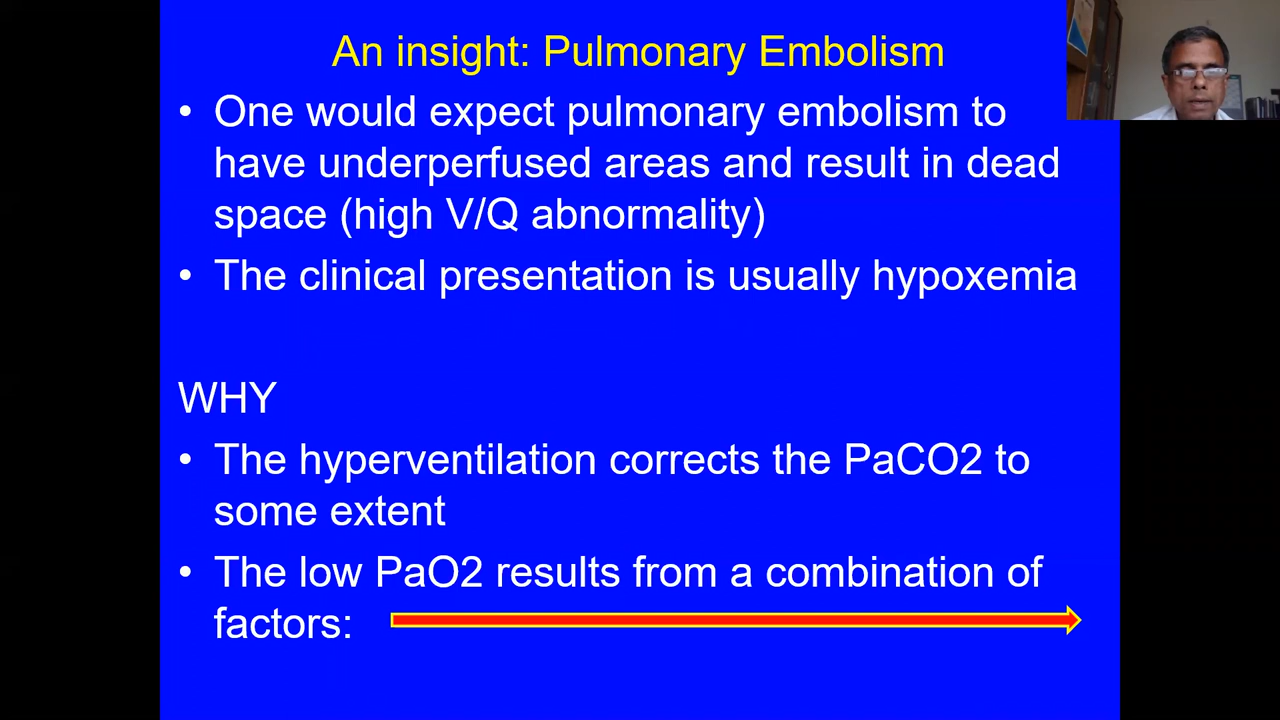 An insight: Pulmonary Embolism
• One would expect pulmonary embolism to
have underperfused areas and result in dead
space (high V/Q abnormality)
• The clinical presentation is usually hypoxemia
WHY
• The hyperventilation corrects the PaCO2 to
some extent
• The low PaO2 results from a combination of
factors: